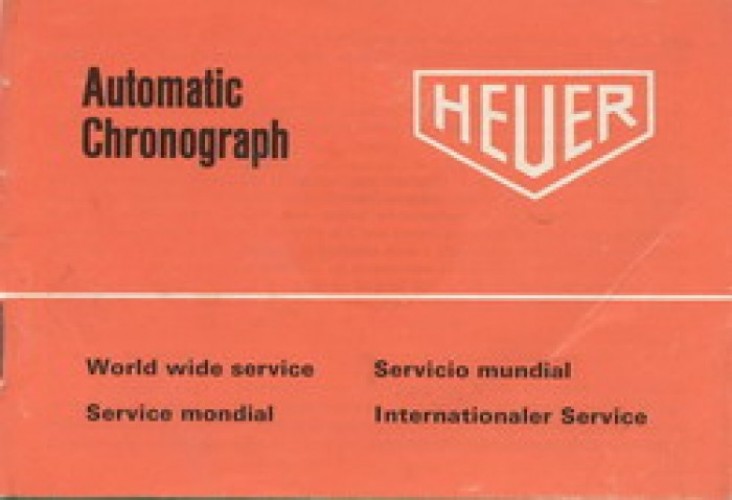 Automatic
Chronograph
HEUER
World wide service
Service mondial
Servicio mundial
Internationaler Service